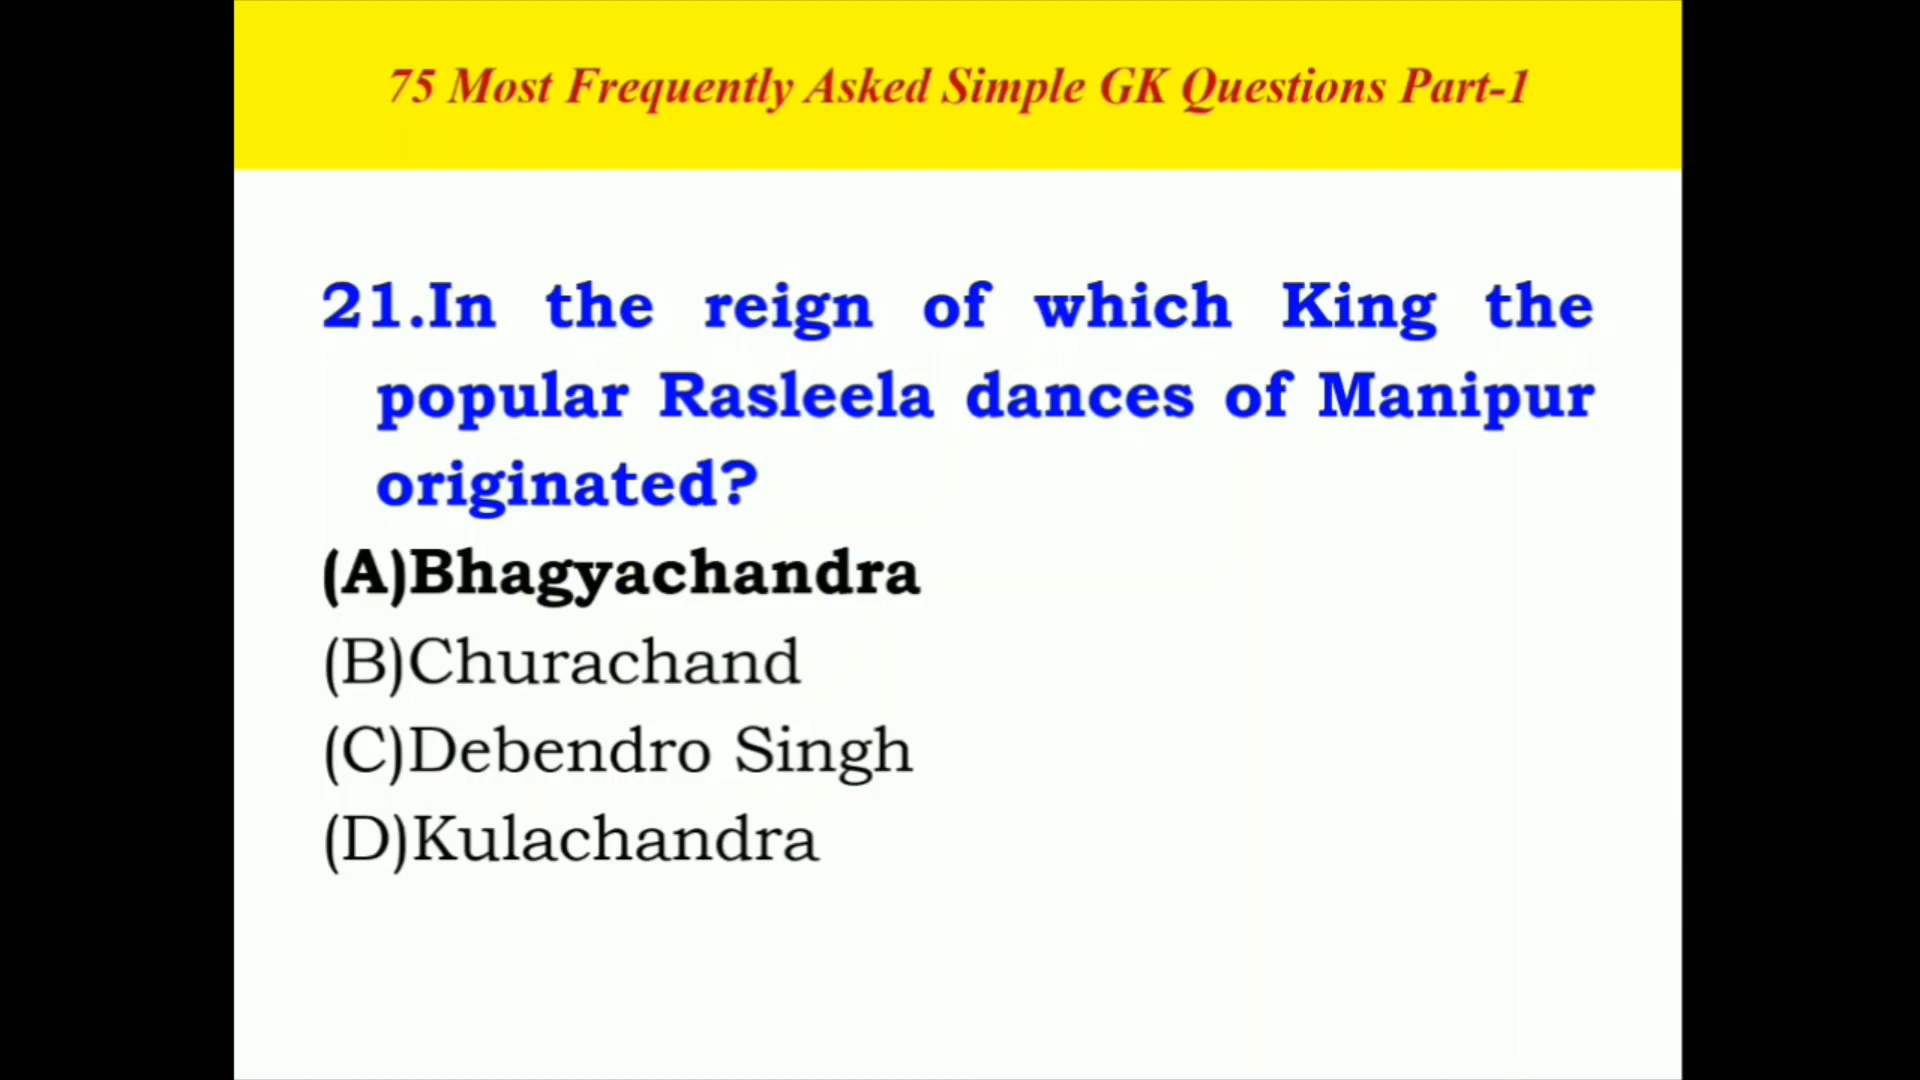 75 Most Frequently Asked Simple GK Questions Part-1
21.In the reign of which King the
popular Rasleela dances of Manipur
originated?
(A)Bhagyachandra
(B)Churachand
(C)Debendro Singh
(D)Kulachandra